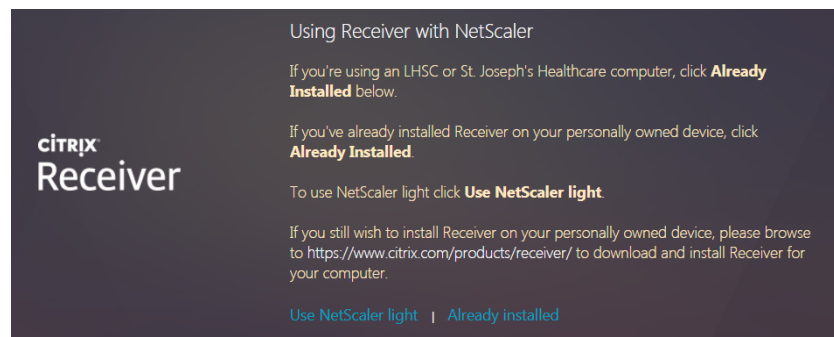 Using Receiver with NetScaler
If you're using an LHSC or St. Joseph's Healthcare computer, click Already
Installed below.
If you've already installed Receiver on your personally owned device, click
Already Installed.
CITRIX
Receiver
To use NetScaler light click Use NetScaler light.
If you still wish to install Receiver on your personally owned device, please browse
to https://www.citrix.com/products/receiver/ to download and install Receiver for
your computer.
Use NetScaler light | Already installed